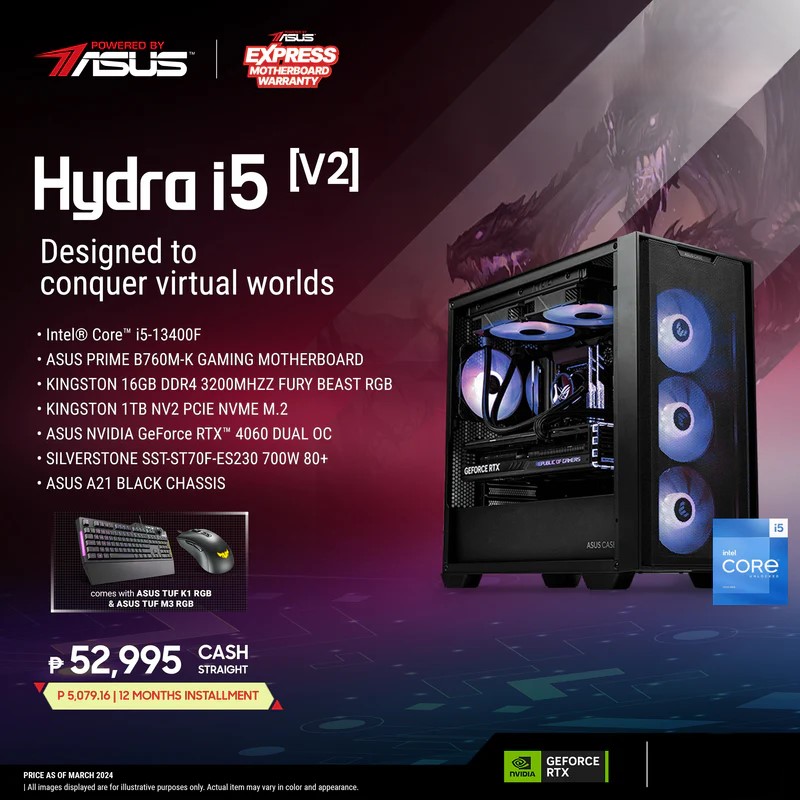 POWERED BY
ASUS™
ASUS
EXPRESS
MOTHERBOARD
WARRANTY
Hydra i5 [V2]
Designed to
conquer virtual worlds
• Intel® Core™ i5-13400F
• ASUS PRIME B760M-K GAMING MOTHERBOARD
• KINGSTON 16GB DDR4 3200MHZZ FURY BEAST RGB
• KINGSTON 1TB NV2 PCIE NVME M.2
• ASUS NVIDIA GeForce RTX™ 4060 DUAL OC
• SILVERSTONE SST-ST70F-ES230 700W 80+
• ASUS A21 BLACK CHASSIS
GEFORCE RTX
REPUBLIC OF GAMERS
ASUS CASE
i5
intel
CORE
UNLOCKED
comes with ASUS TUF K1 RGB
& ASUS TUF M3 RGB
₱ 52,995 CASH
STRAIGHT
P 5,079.16 | 12 MONTHS INSTALLMENT
NVIDIA
GEFORCE
RTX
PRICE AS OF MARCH 2024
| All images displayed are for illustrative purposes only. Actual item may vary in color and appearance.